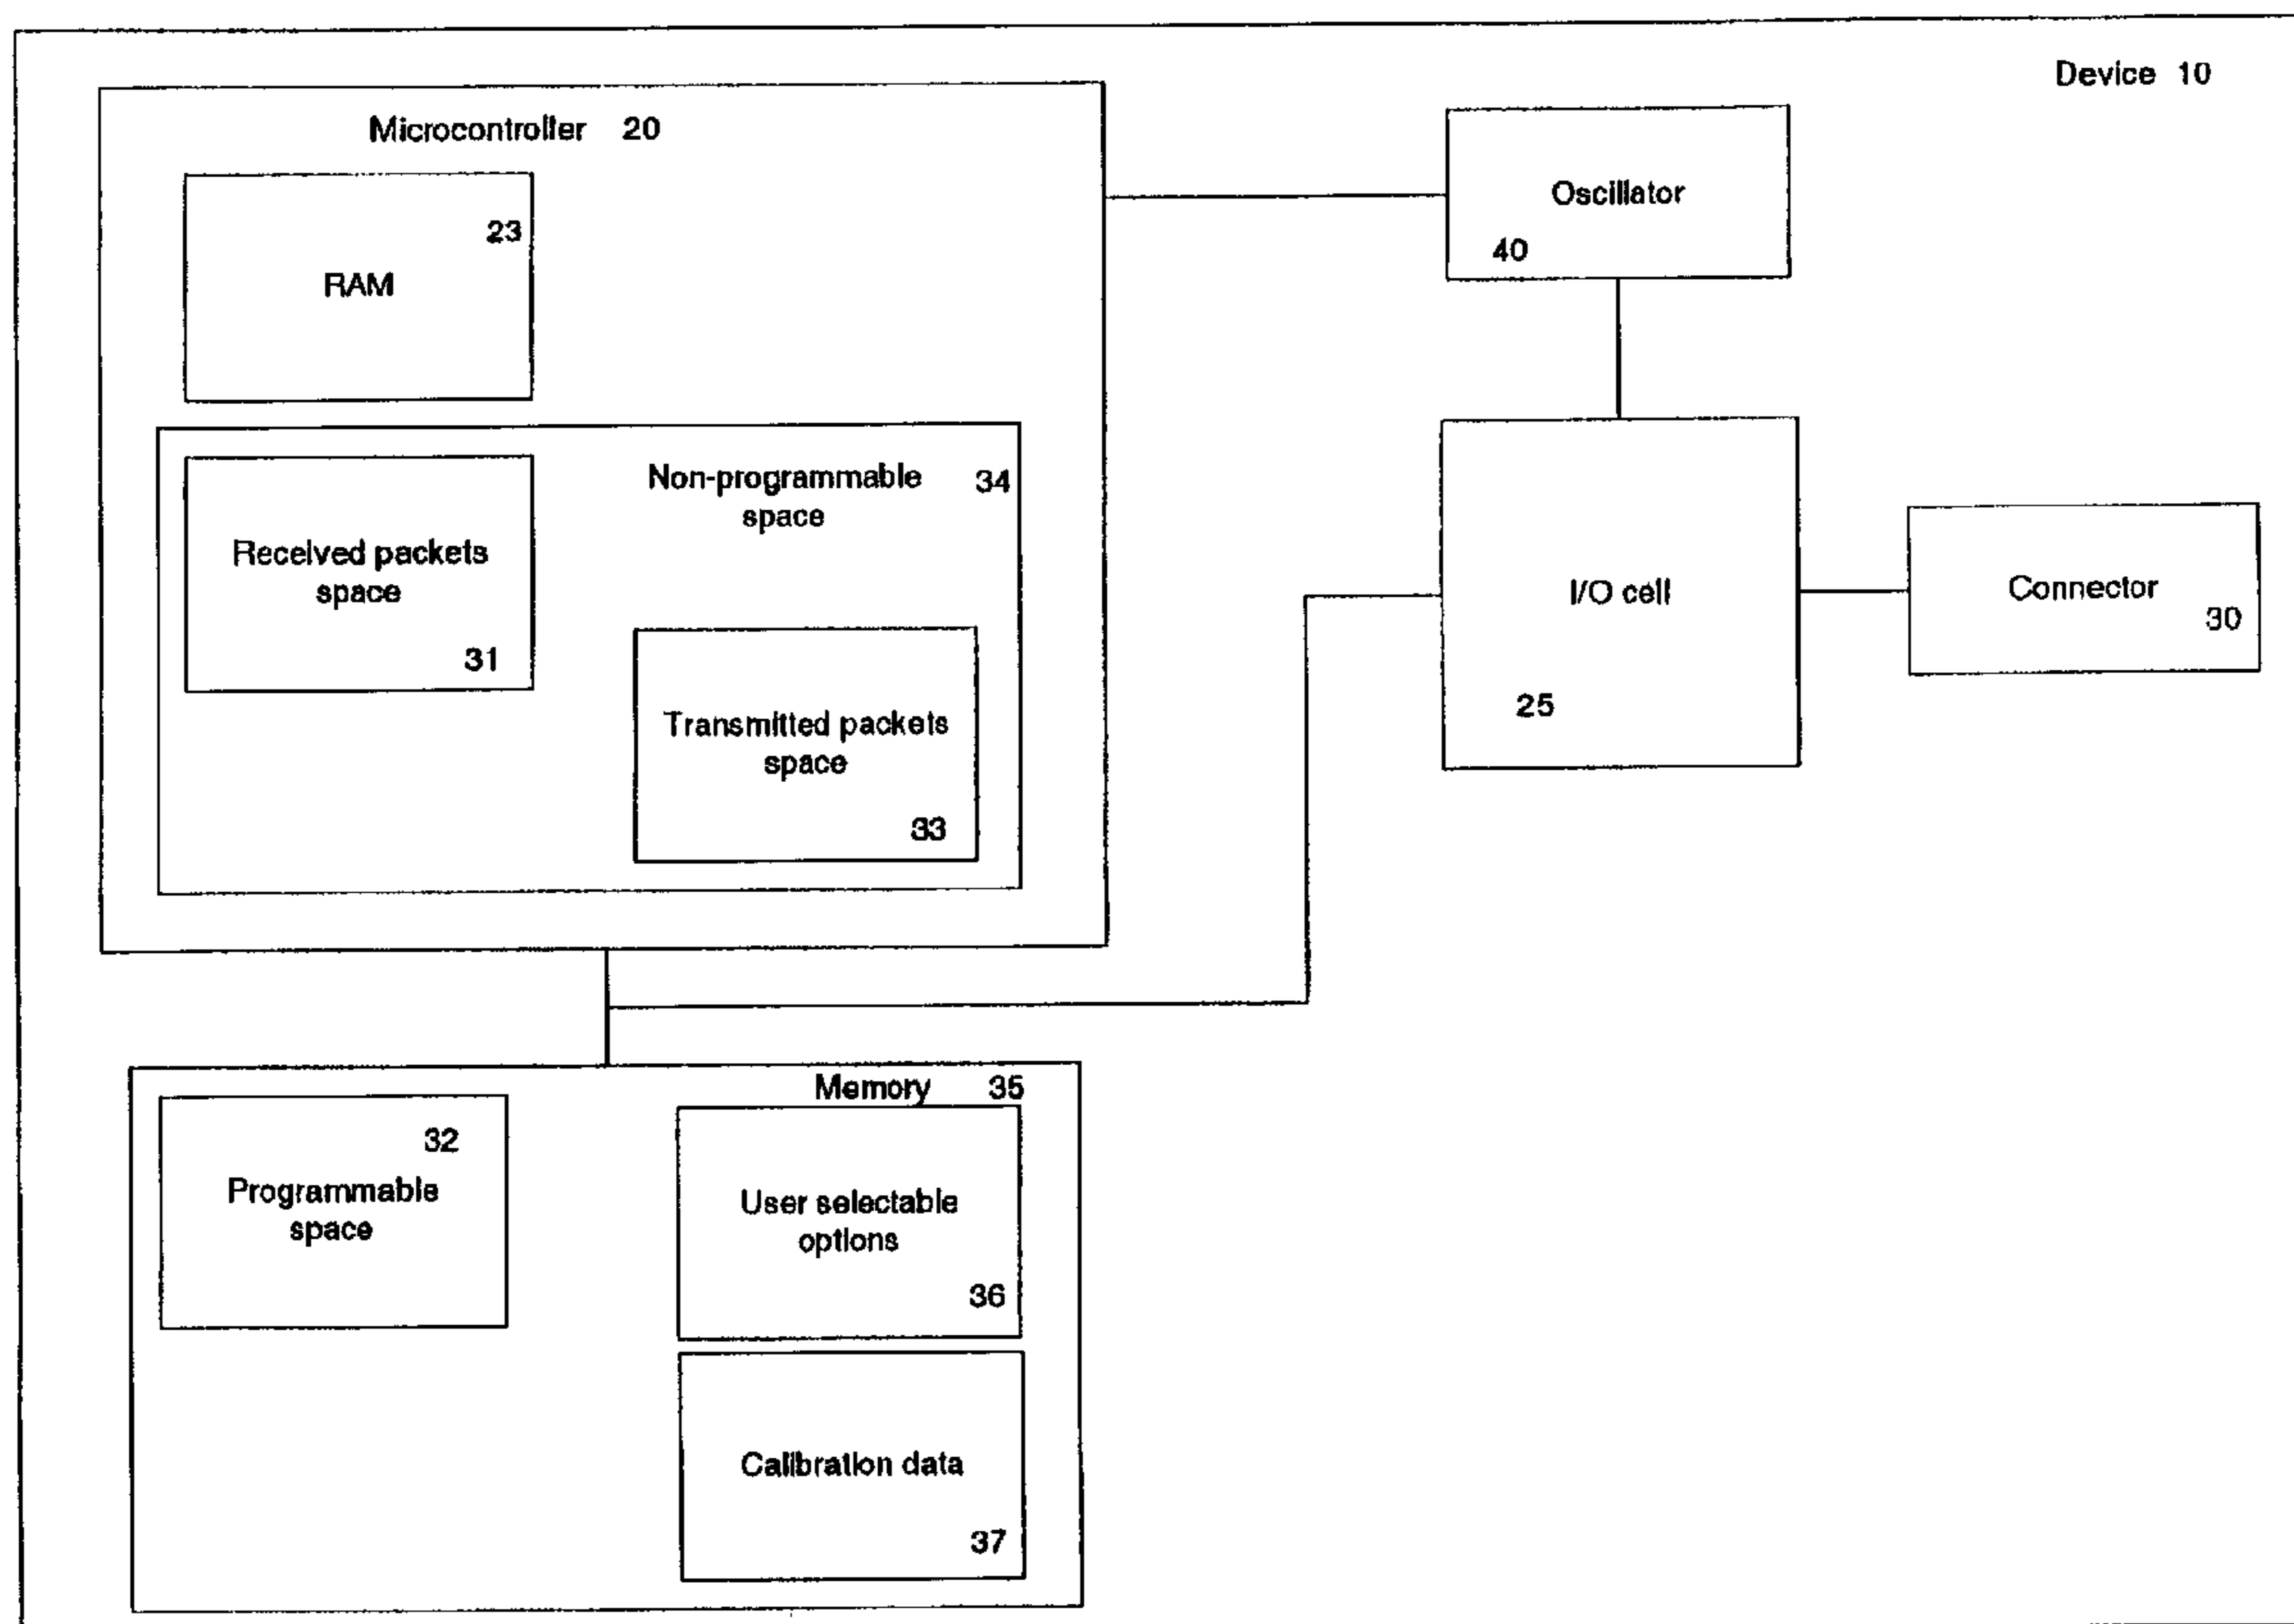 Device 10
Microcontroller 20
23
RAM
Oscillator
40
Non-programmable 34
space
Received packets
space
31
Transmitted packets
space
33
I/O cell
25
Connector
30
Memory 35
32
Programmable
space
User selectable
options
36
Calibration data
37